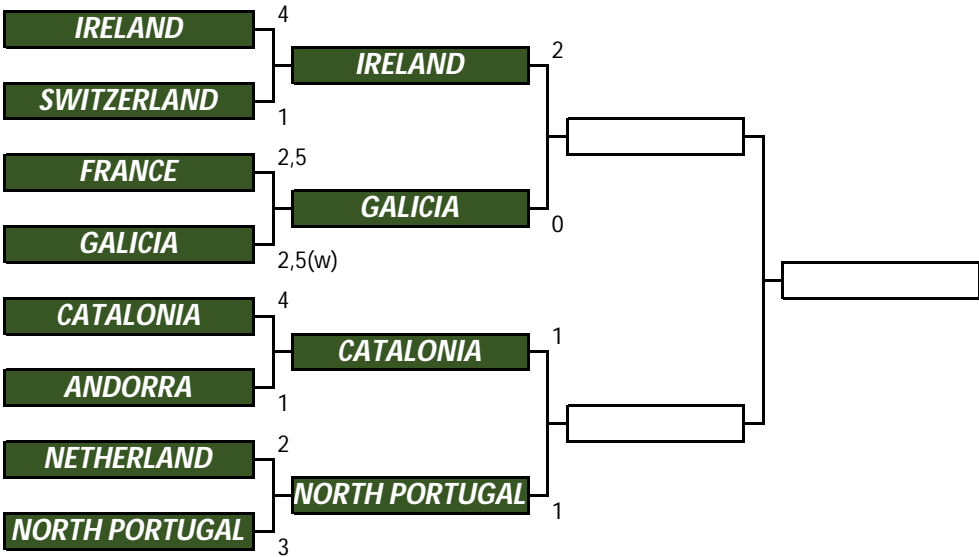 IRELAND
4
SWITZERLAND
1
FRANCE
2,5
GALICIA
2,5(w)
CATALONIA
4
ANDORRA
1
NETHERLAND
2
NORTH PORTUGAL
3
IRELAND
2
GALICIA
0
CATALONIA
1
NORTH PORTUGAL
1